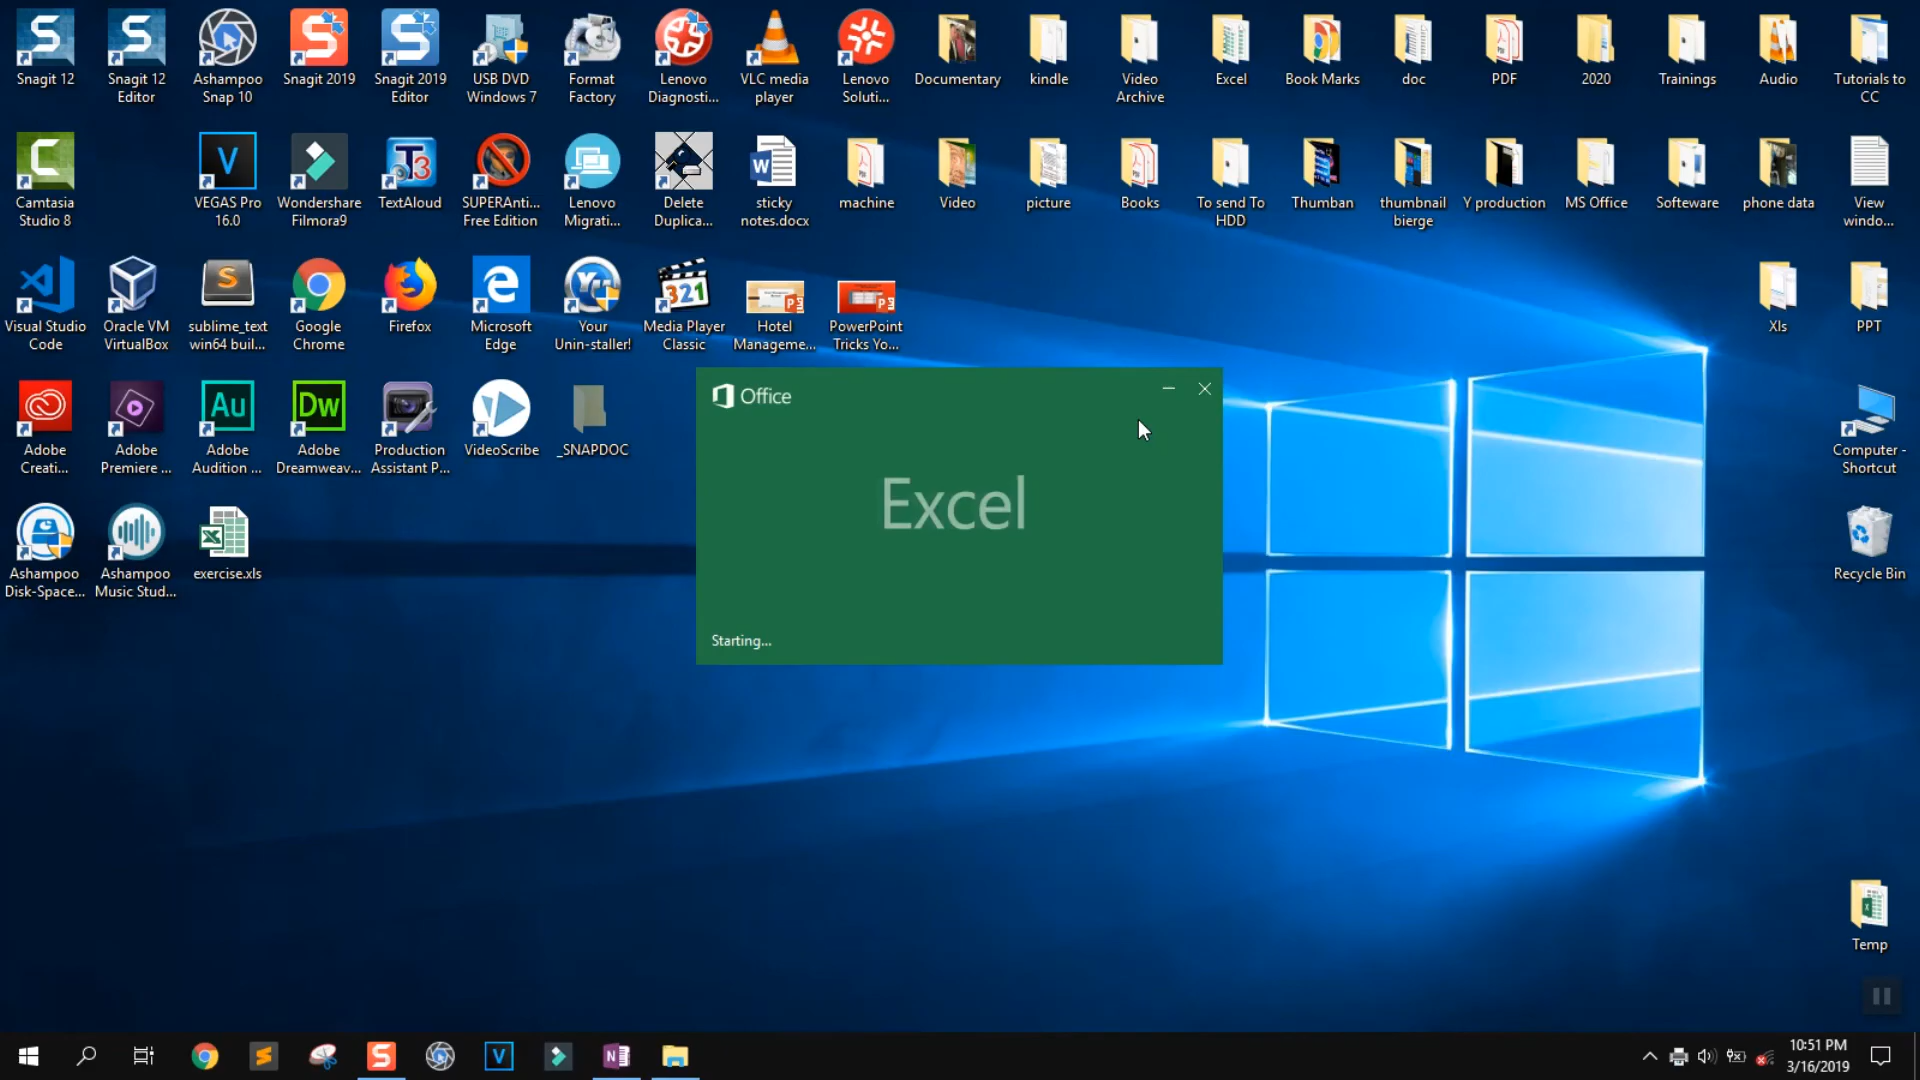 Snagit 12
Snagit 12
Editor
Ashampoo
Snap 10
Snagit 2019
Snagit 2019
Editor
USB DVD
Windows 7
Format
Factory
Lenovo
Diagnosti...
VLC media
player
Lenovo
Soluti...
Documentary
kindle
Video
Archive
Excel
Book Marks
doc
PDF
2020
Trainings
Audio
Tutorials to
CC
Camtasia
Studio 8
VEGAS Pro
16.0
Wondershare
Filmora9
TextAloud
SUPERAnti...
Free Edition
Lenovo
Migrati...
Delete
Duplica...
sticky
notes.docx
machine
Video
picture
Books
To send To
HDD
Thumban
thumbnail
bierge
Y production
MS Office
Softeware
phone data
View
windo...
Visual Studio
Code
Oracle VM
VirtualBox
sublime_text
win64 buil...
Google
Chrome
Firefox
Microsoft
Edge
Your
Unin-staller!
Media Player
Classic
Hotel
Manageme...
PowerPoint
Tricks Yo...
Xls
PPT
Adobe
Creati...
Adobe
Premiere ...
Adobe
Audition ...
Adobe
Dreamweav...
Production
Assistant P...
VideoScribe
_SNAPDOC
Computer -
Shortcut
Office
Excel
Starting...
Ashampoo
Disk-Space...
Ashampoo
Music Stud...
exercise.xls
Recycle Bin
Temp
10:51 PM
3/16/2019